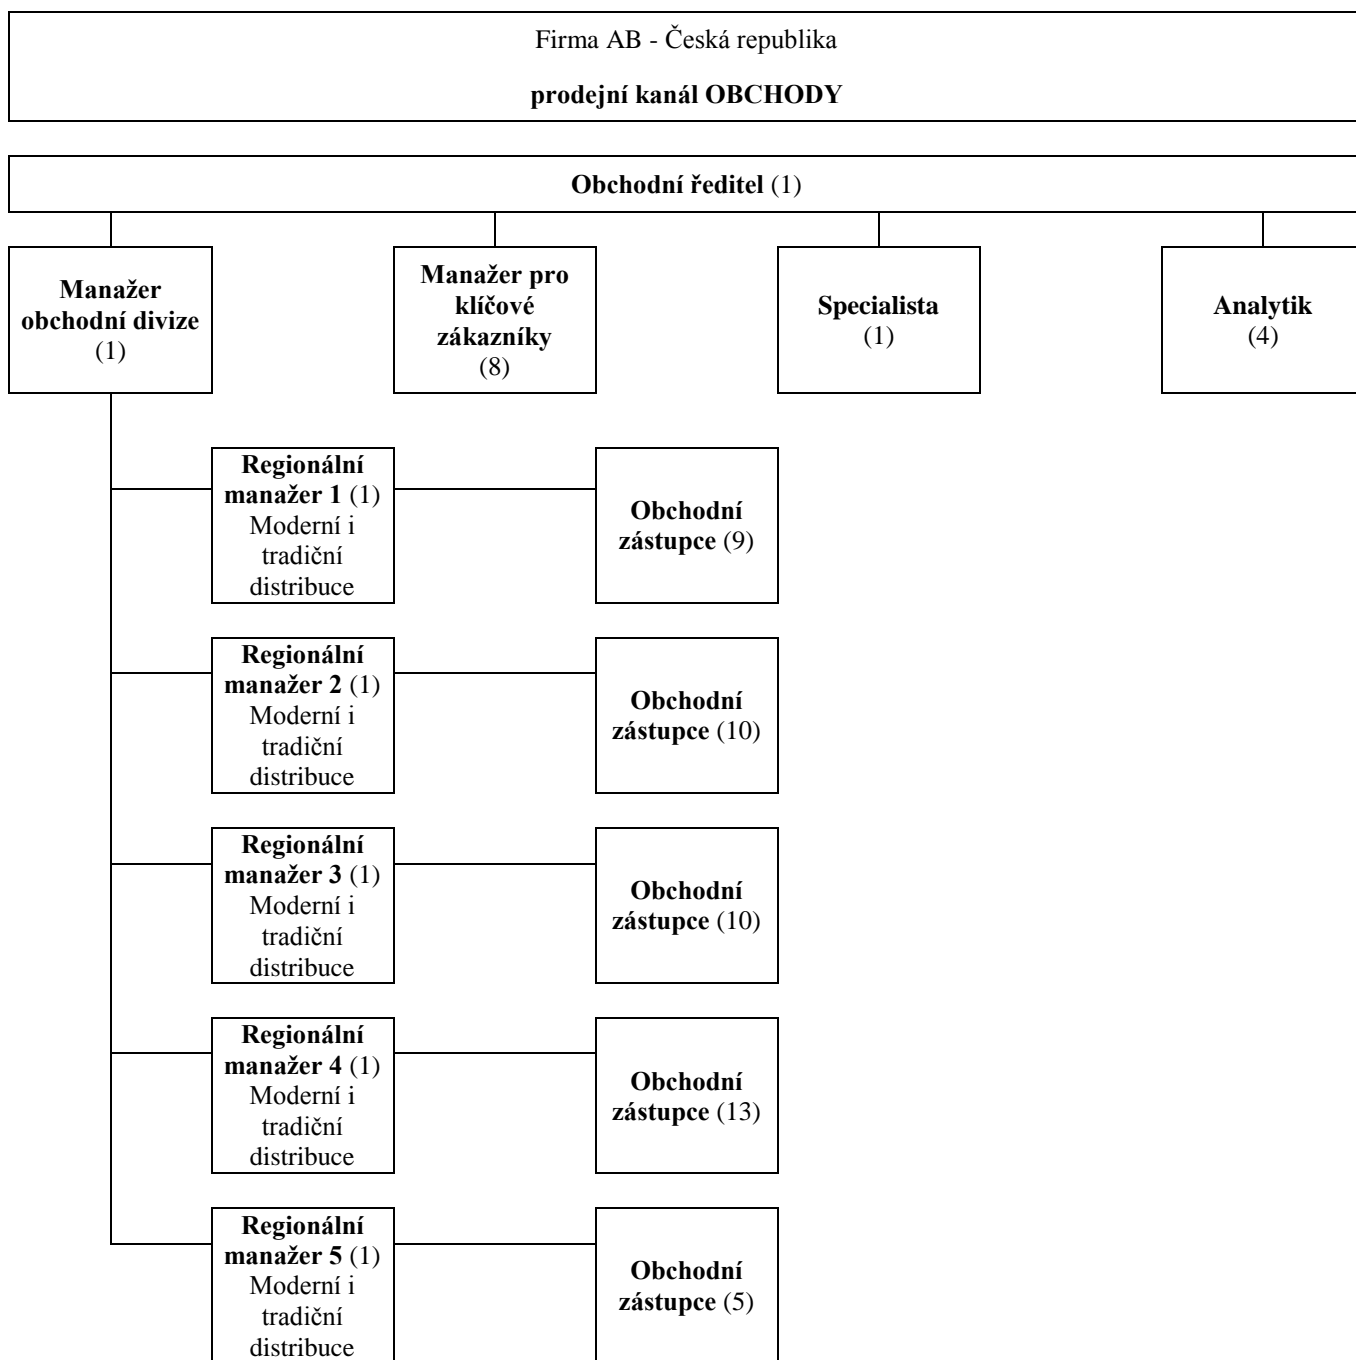 Firma AB - Česká republika
prodejní kanál OBCHODY
Obchodní ředitel (1)
Manažer
obchodní divize
(1)
Manažer pro
klíčové
zákazníky
(8)
Specialista
(1)
Analytik
(4)
Regionální
manažer 1 (1)
Moderní i
tradiční
distribuce
Obchodní
zástupce (9)
Regionální
manažer 2 (1)
Moderní i
tradiční
distribuce
Obchodní
zástupce (10)
Regionální
manažer 3 (1)
Moderní i
tradiční
distribuce
Obchodní
zástupce (10)
Regionální
manažer 4 (1)
Moderní i
tradiční
distribuce
Obchodní
zástupce (13)
Regionální
manažer 5 (1)
Moderní i
tradiční
distribuce
Obchodní
zástupce (5)